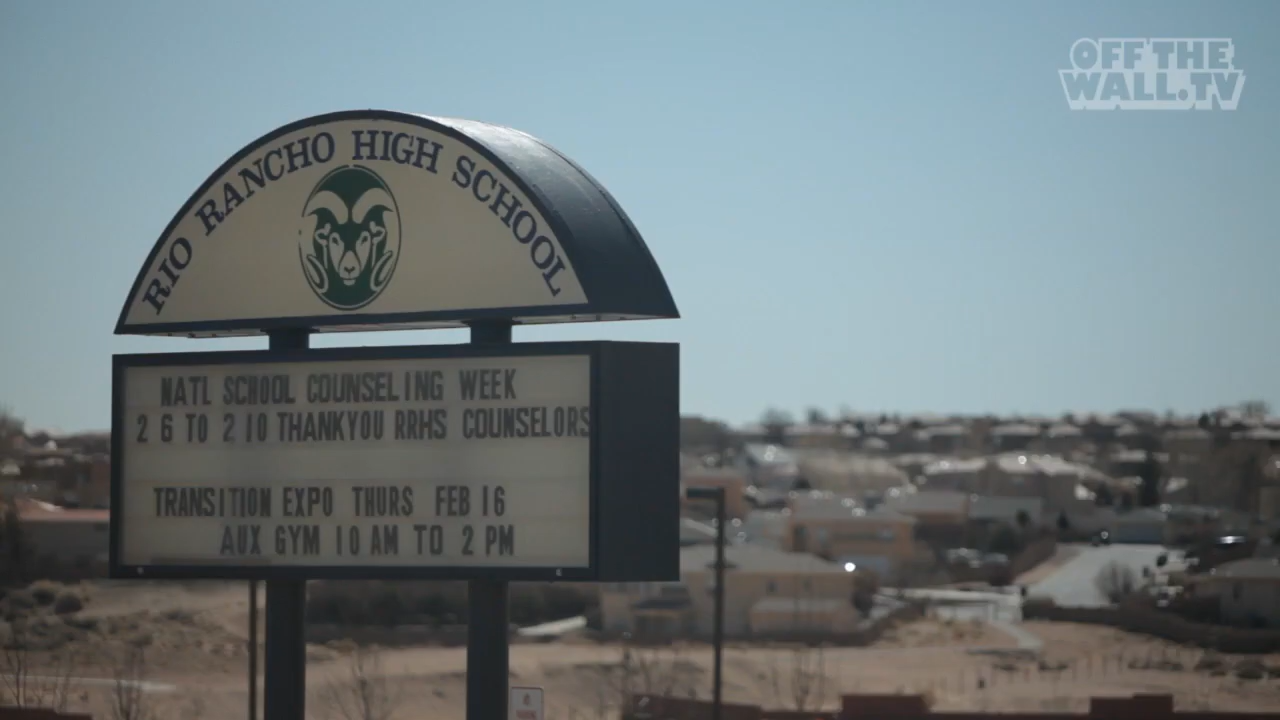 OFF THE
WALL.TV
RIO RANCHO HIGH SCHOOL
NATL SCHOOL COUNSELING WEEK
2 6 TO 2 10 THANKYOU RRHS COUNSELORS
TRANSITION EXPO THURS FEB 16
AUX GYM 10 AM TO 2 PM